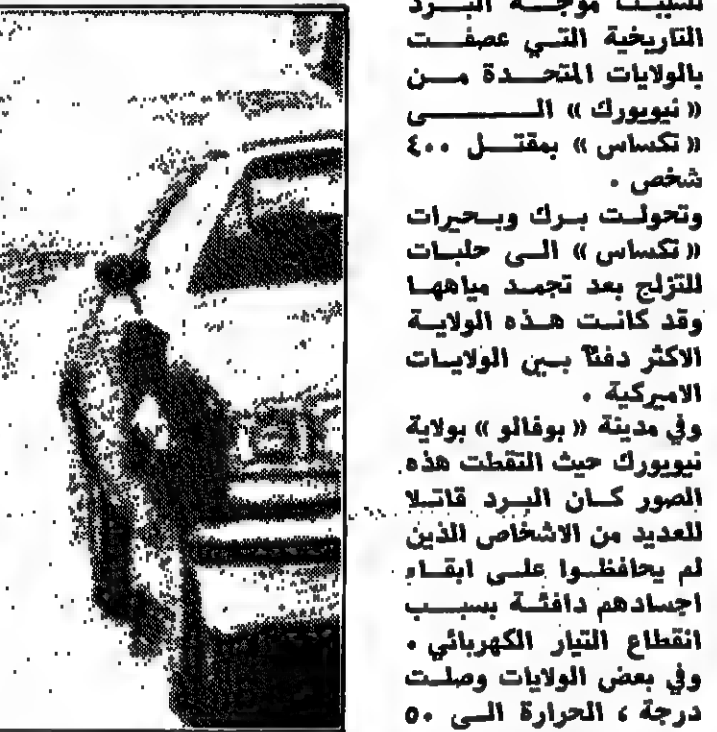 تسببت موجة البرد
التاريخية التي عصفت
بالولايات المتحدة من
« نيويورك » الى
« تكساس » بمقتل ٤٠٠
شخص .
وتحولت برك وبحيرات
« تكساس » الى حلبات
للتزلج بعد تجمد مياهها
وقد كانت هذه الولاية
الاكثر دفئا بين الولايات
الاميركية .
وفي مدينة « بوفالو » بولاية
نيويورك حيث التقطت هذه
الصور كان البرد قاتلا
للعديد من الاشخاص الذين
لم يحافظوا على ابقاء
اجسادهم دافئة بسبب
انقطاع التيار الكهربائي .
وفي بعض الولايات وصلت
درجة ، الحرارة الى ٥٠